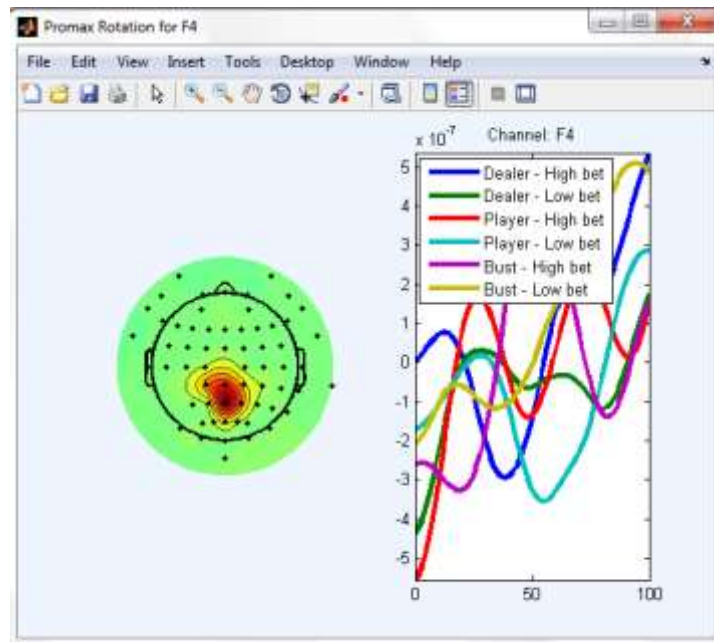 Promax Rotation for F4
File Edit View Insert Tools Desktop Window Help
x 10^-7 Channel: F4
Dealer - High bet
Dealer - Low bet
Player - High bet
Player - Low bet
Bust - High bet
Bust - Low bet
5
4
3
2
1
0
-1
-2
-3
-4
-5
0 50 100